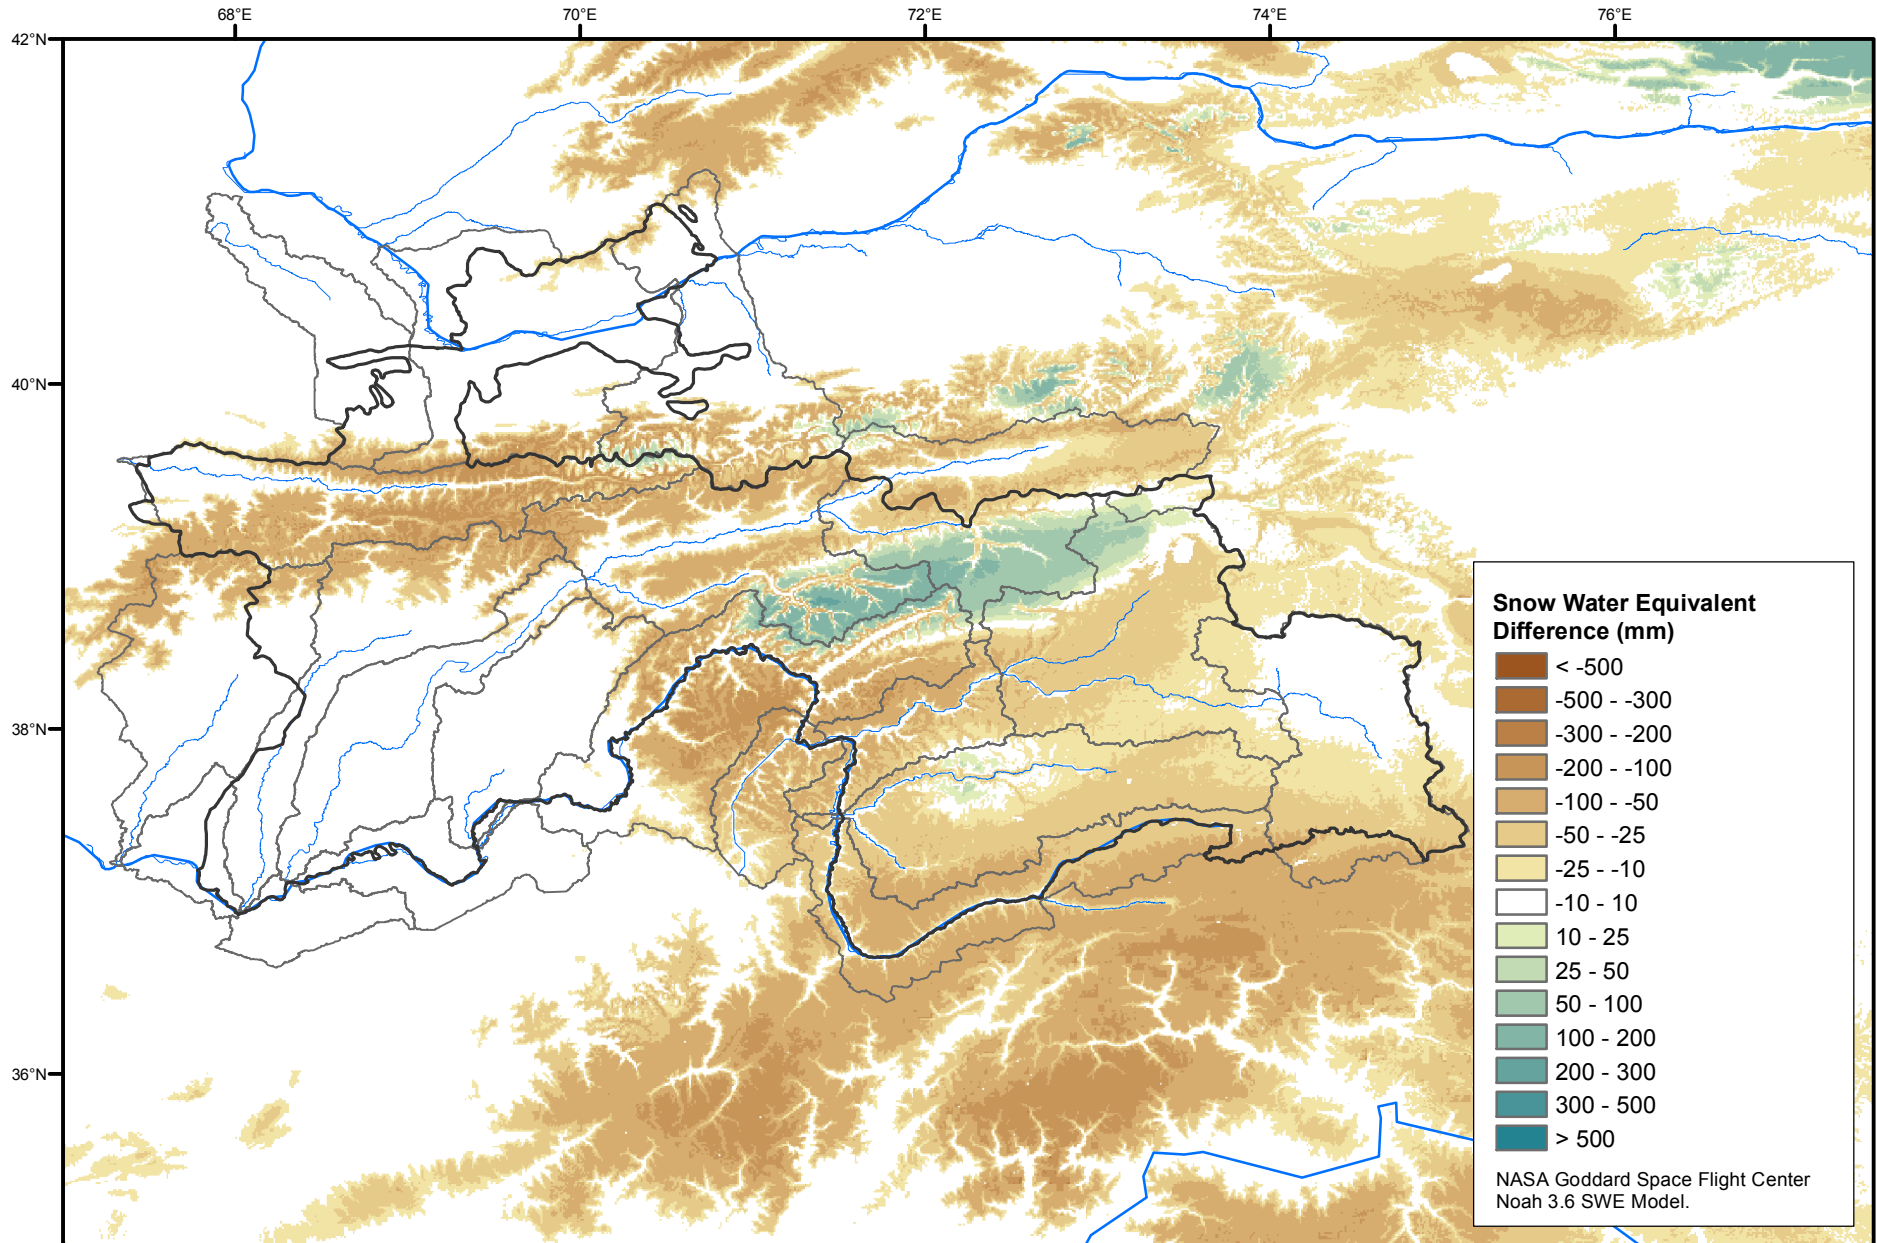 68°E
70°E
72°E
74°E
76°E
42°N
40°N
38°N
36°N
Snow Water Equivalent
Difference (mm)
< -500
-500 - -300
-300 - -200
-200 - -100
-100 - -50
-50 - -25
-25 - -10
-10 - 10
10 - 25
25 - 50
50 - 100
100 - 200
200 - 300
300 - 500
> 500
NASA Goddard Space Flight Center
Noah 3.6 SWE Model.